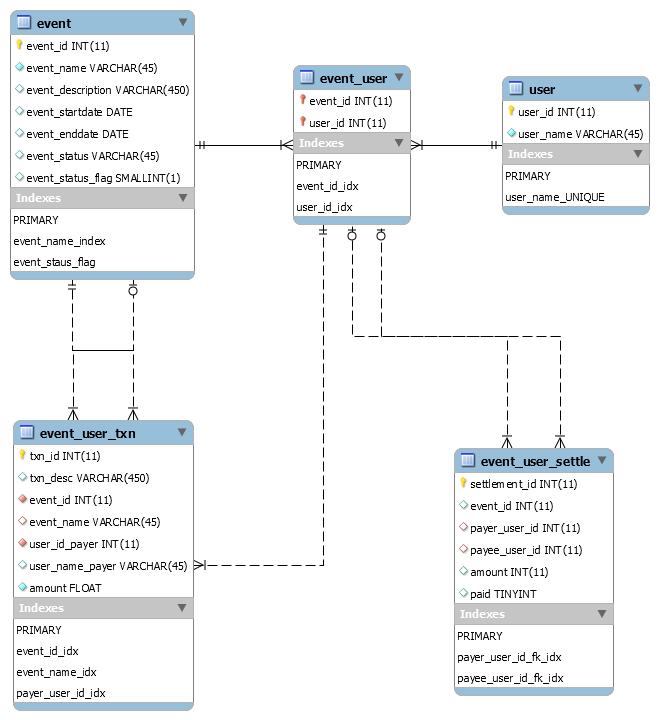 event
event_id INT(11)
event_name VARCHAR(45)
event_description VARCHAR(450)
event_startdate DATE
event_enddate DATE
event_status VARCHAR(45)
event_status_flag SMALLINT(1)
Indexes
PRIMARY
event_name_index
event_staus_flag
event_user
event_id INT(11)
user_id INT(11)
Indexes
PRIMARY
event_id_idx
user_id_idx
user
user_id INT(11)
user_name VARCHAR(45)
Indexes
PRIMARY
user_name_UNIQUE
event_user_txn
txn_id INT(11)
txn_desc VARCHAR(450)
event_id INT(11)
event_name VARCHAR(45)
user_id_payer INT(11)
user_name_payer VARCHAR(45)
amount FLOAT
Indexes
PRIMARY
event_id_idx
event_name_idx
payer_user_id_idx
event_user_settle
settlement_id INT(11)
event_id INT(11)
payer_user_id INT(11)
payee_user_id INT(11)
amount INT(11)
paid TINYINT
Indexes
PRIMARY
payer_user_id_fk_idx
payee_user_id_fk_idx